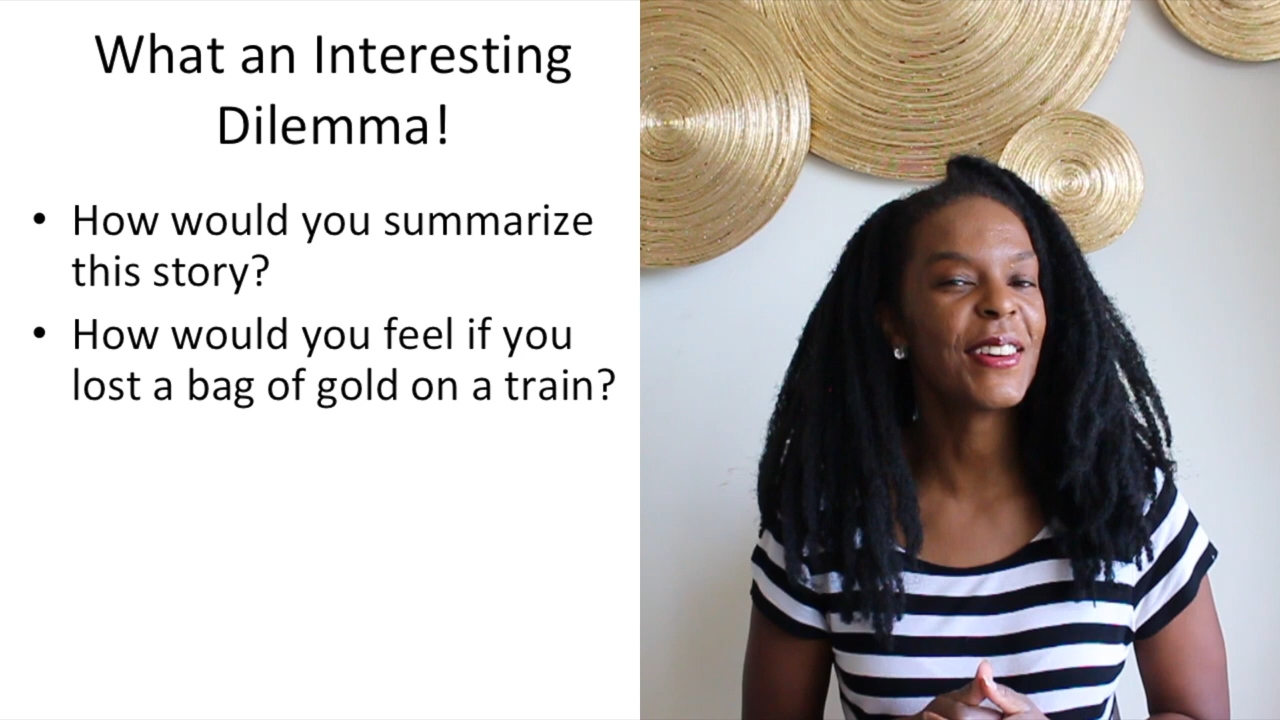 What an Interesting
Dilemma!
• How would you summarize
this story?
• How would you feel if you
lost a bag of gold on a train?